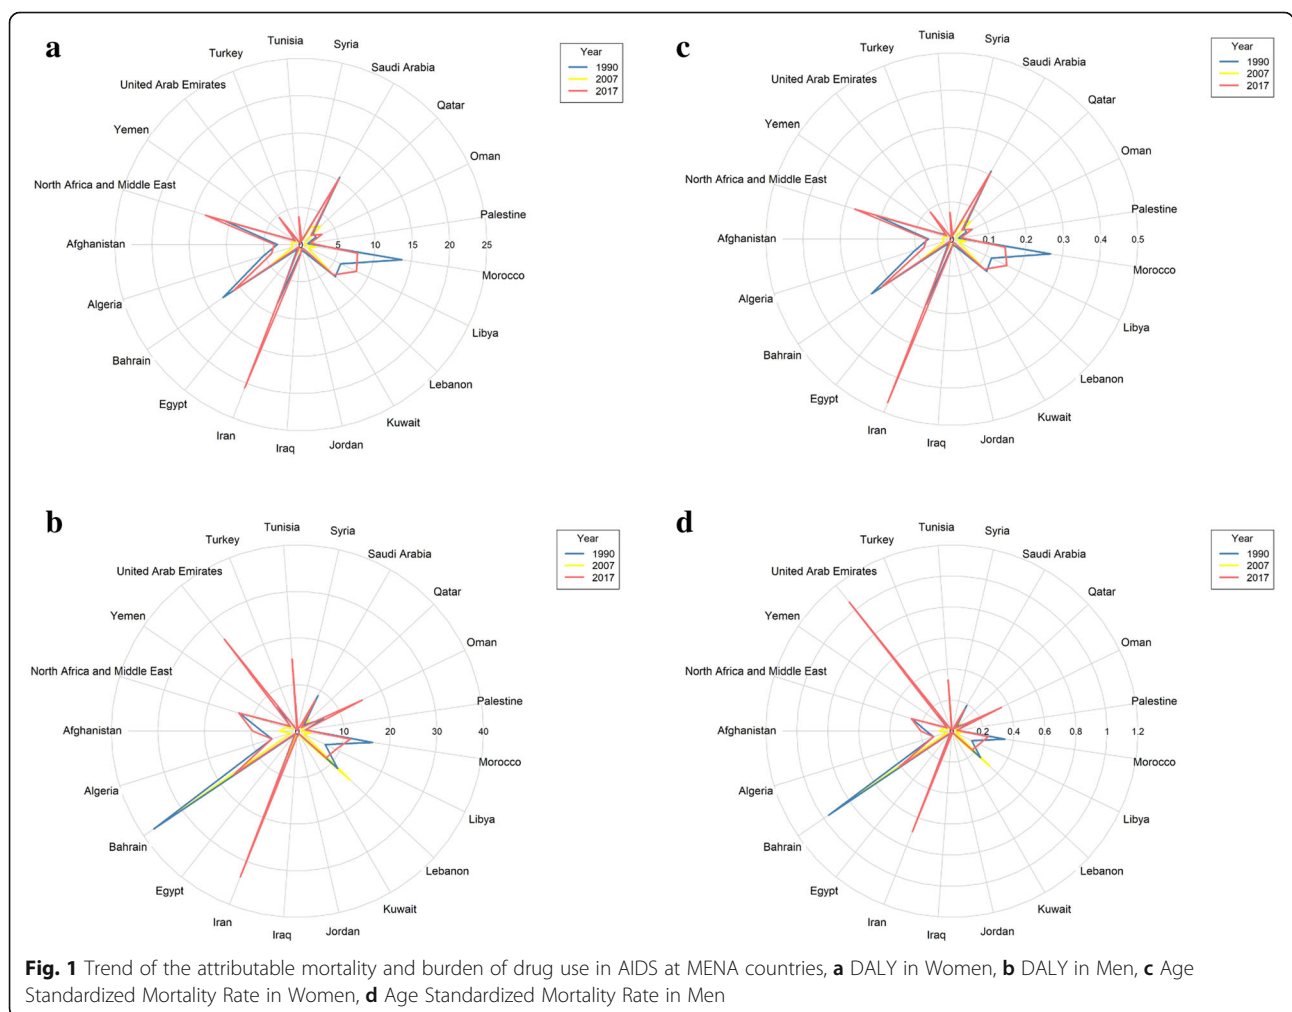 a
Tunisia
Syria
Turkey
Saudi Arabia
United Arab Emirates
Qatar
Yemen
Oman
North Africa and Middle East
Palestine
Afghanistan
0 5 10 15 20 25
Morocco
Algeria
Libya
Bahrain
Lebanon
Egypt
Kuwait
Iran
Jordan
Iraq
Year
1990
2007
2017
c
Tunisia
Syria
Turkey
Saudi Arabia
United Arab Emirates
Qatar
Yemen
Oman
North Africa and Middle East
Palestine
Afghanistan
0 0.1 0.2 0.3 0.4 0.5
Morocco
Algeria
Libya
Bahrain
Lebanon
Egypt
Kuwait
Iran
Jordan
Iraq
Year
1990
2007
2017
b
Tunisia
Syria
Turkey
Saudi Arabia
United Arab Emirates
Qatar
Yemen
Oman
North Africa and Middle East
Palestine
Afghanistan
0 10 20 30 40
Morocco
Algeria
Libya
Bahrain
Lebanon
Egypt
Kuwait
Iran
Jordan
Iraq
Year
1990
2007
2017
d
Tunisia
Syria
Turkey
Saudi Arabia
United Arab Emirates
Qatar
Yemen
Oman
North Africa and Middle East
Palestine
Afghanistan
0 0.2 0.4 0.6 0.8 1 1.2
Morocco
Algeria
Libya
Bahrain
Lebanon
Egypt
Kuwait
Iran
Jordan
Iraq
Year
1990
2007
2017
Fig. 1 Trend of the attributable mortality and burden of drug use in AIDS at MENA countries, a DALY in Women, b DALY in Men, c Age
Standardized Mortality Rate in Women, d Age Standardized Mortality Rate in Men